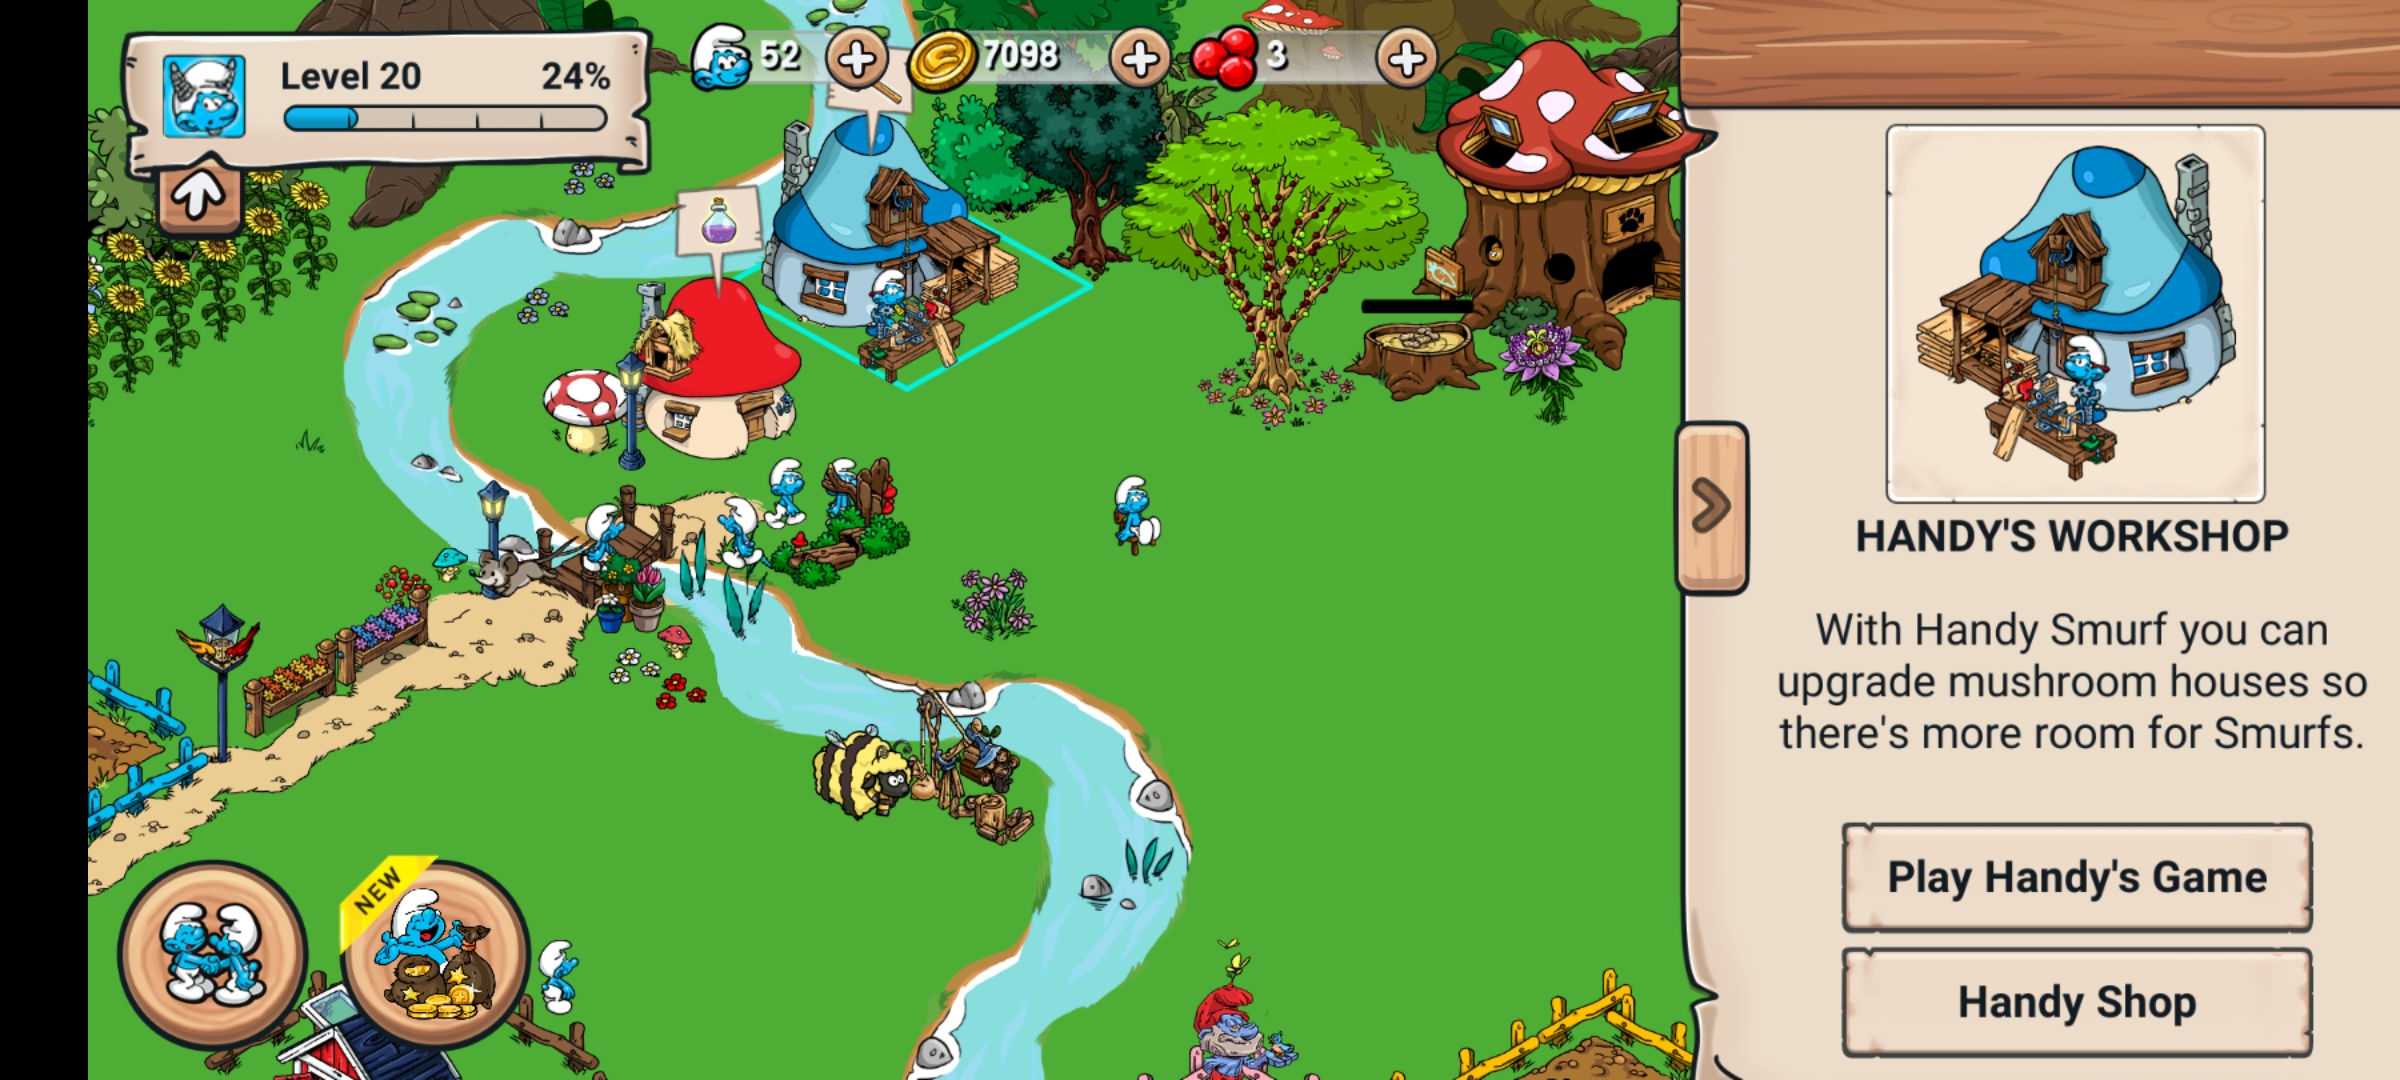 Level 20
24%
52
7098
3
HANDY'S WORKSHOP
With Handy Smurf you can
upgrade mushroom houses so
there's more room for Smurfs.
Play Handy's Game
Handy Shop
NEW